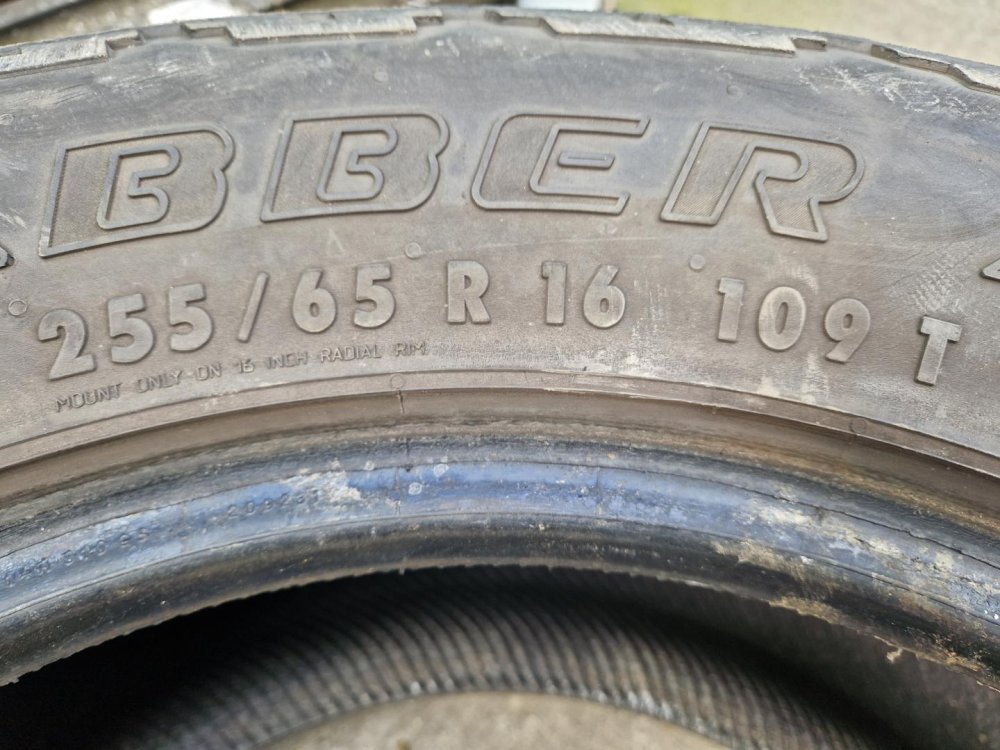 BBER
255/65 R 16 109 T
MOUNT ONLY ON 16 INCH RADIAL RIM